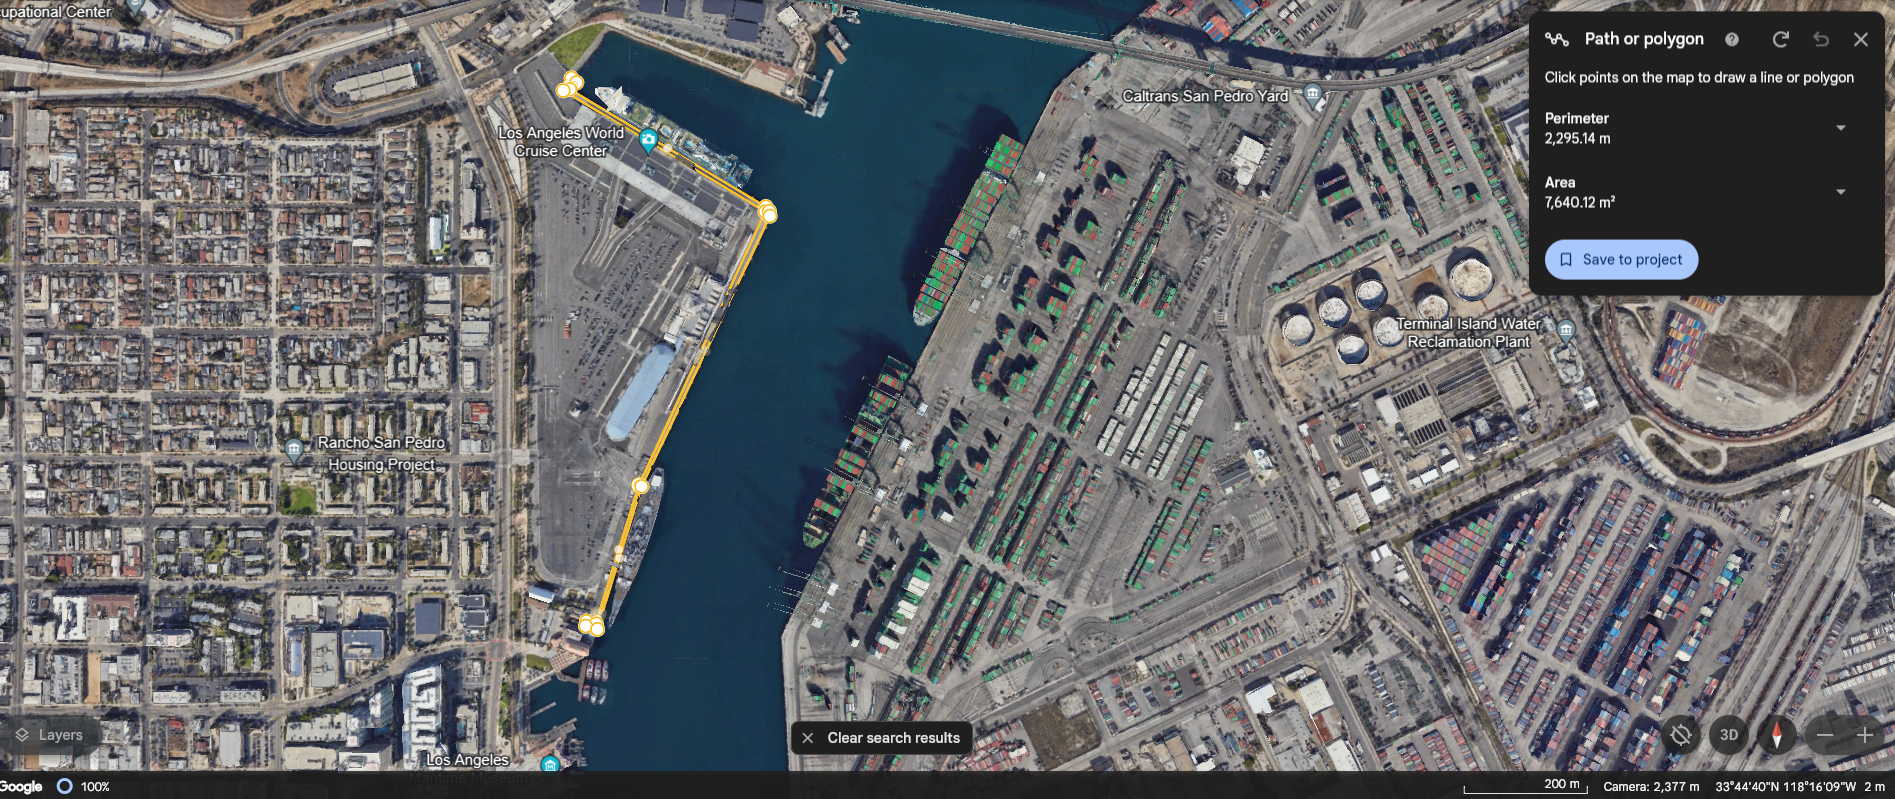 upational Center
Path or polygon
Click points on the map to draw a line or polygon
Perimeter
2,295.14 m
Area
7,640.12 m²
Save to project
Caltrans San Pedro Yard
Los Angeles World
Cruise Center
Terminal Island Water
Reclamation Plant
Rancho San Pedro
Housing Project
Layers
Clear search results
3D
Los Angeles
Google
100%
200 m
Camera: 2,377 m
33°44'40"N 118°16'09"W
2 m